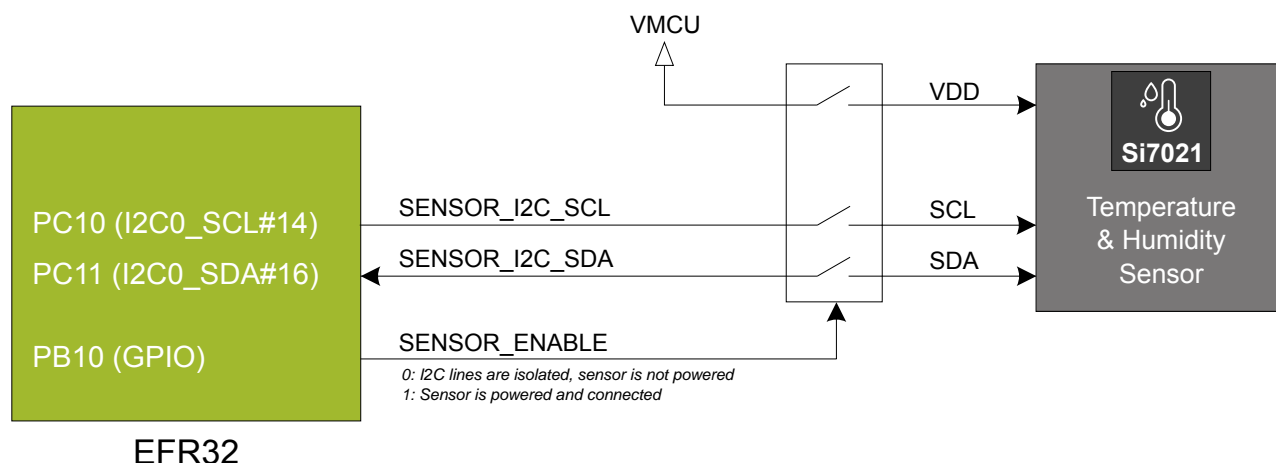 VMCU
VDD
Si7021
PC10 (I2C0_SCL#14)
SENSOR_I2C_SCL
SCL
Temperature
& Humidity
Sensor
PC11 (I2C0_SDA#16)
SENSOR_I2C_SDA
SDA
PB10 (GPIO)
SENSOR_ENABLE
0: I2C lines are isolated, sensor is not powered
1: Sensor is powered and connected
EFR32